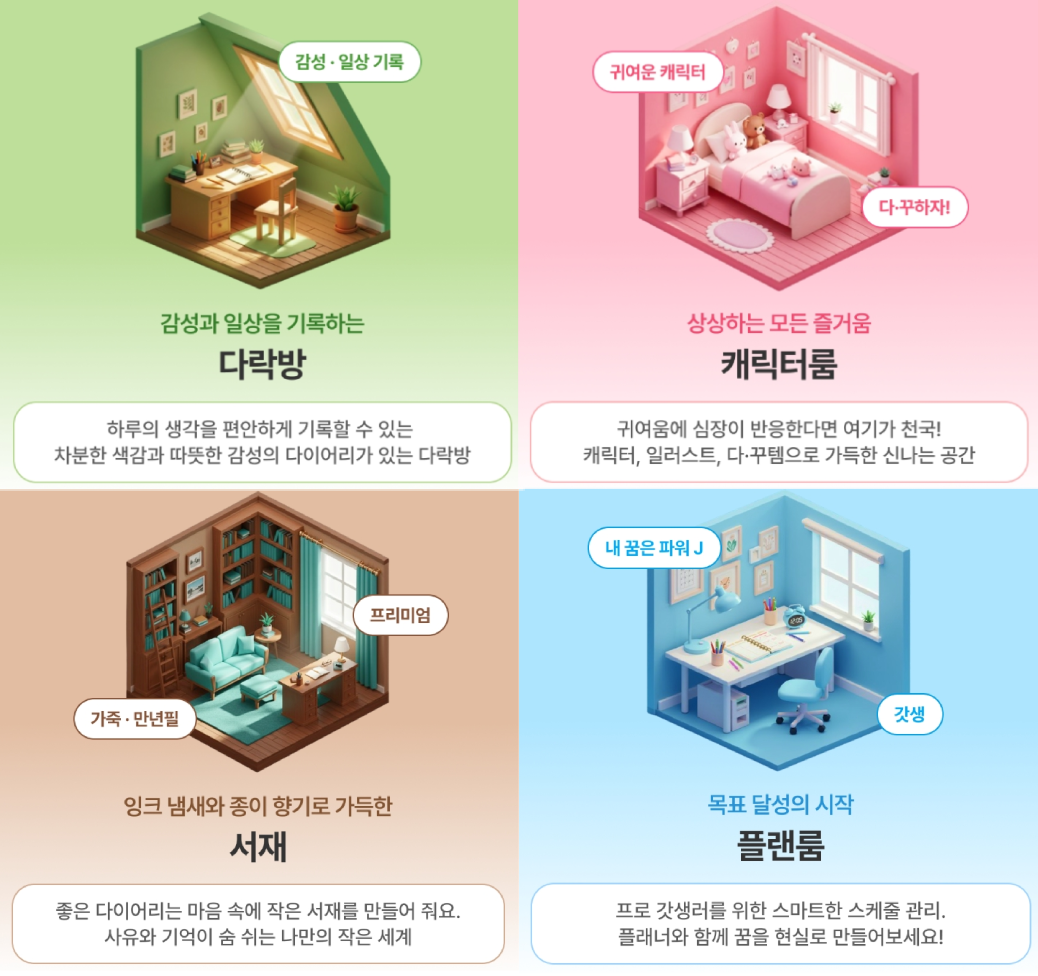 감성 · 일상 기록
감성과 일상을 기록하는
다락방
하루의 생각을 편안하게 기록할 수 있는
차분한 색감과 따뜻한 감성의 다이어리가 있는 다락방
귀여운 캐릭터
다·꾸하자!
상상하는 모든 즐거움
캐릭터룸
귀여움에 심장이 반응한다면 여기가 천국!
캐릭터, 일러스트, 다·꾸템으로 가득한 신나는 공간
프리미엄
가죽 · 만년필
잉크 냄새와 종이 향기로 가득한
서재
좋은 다이어리는 마음 속에 작은 서재를 만들어 줘요.
사유와 기억이 숨 쉬는 나만의 작은 세계
내 꿈은 파워 J
갓생
목표 달성의 시작
플랜룸
프로 갓생러를 위한 스마트한 스케줄 관리.
플래너와 함께 꿈을 현실로 만들어보세요!